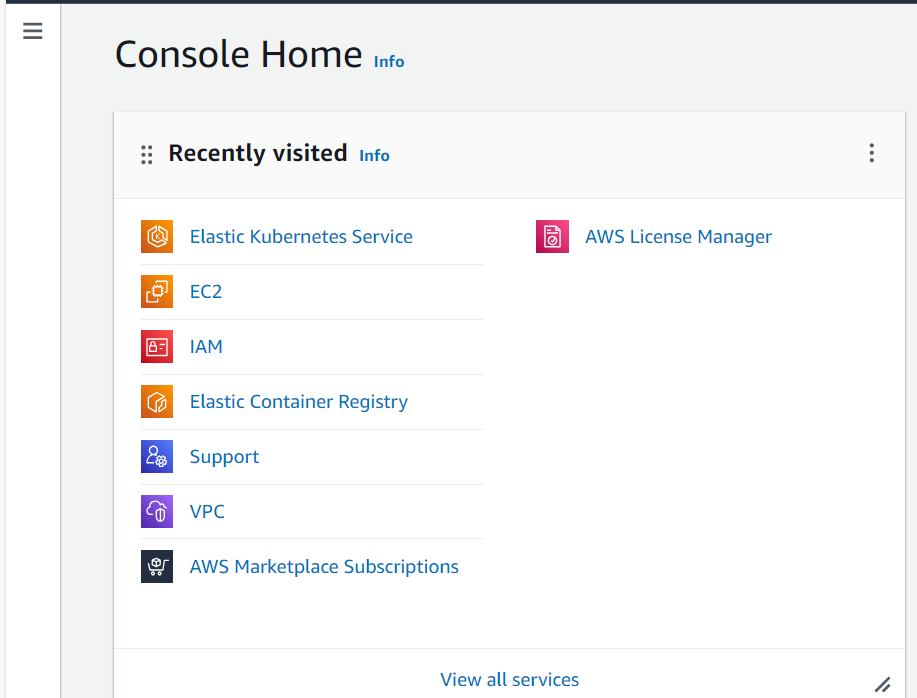 Console Home Info
Recently visited Info
Elastic Kubernetes Service
EC2
IAM
Elastic Container Registry
Support
VPC
AWS Marketplace Subscriptions
AWS License Manager
View all services